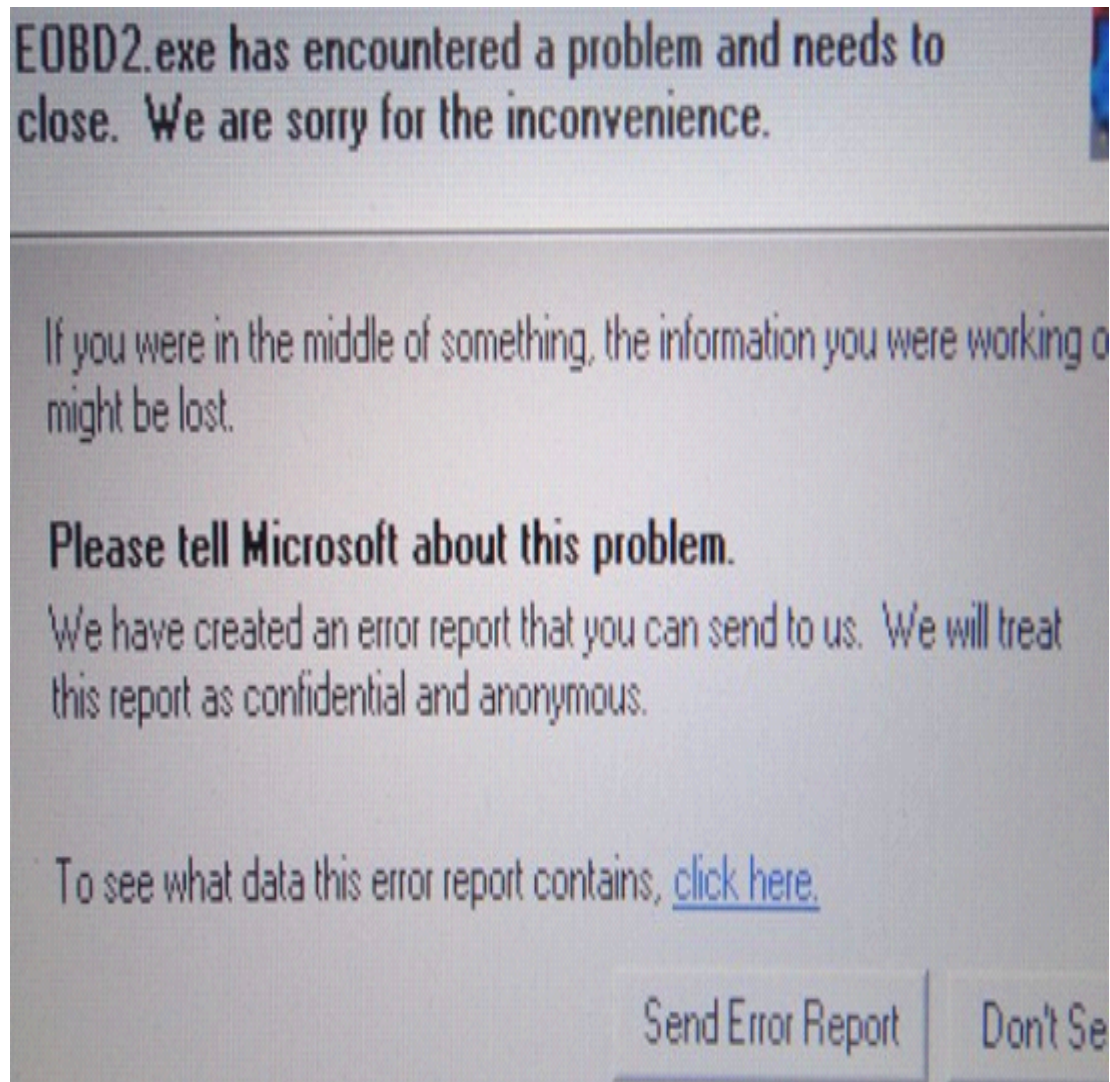 EOBD2.exe has encountered a problem and needs to
close. We are sorry for the inconvenience.
If you were in the middle of something, the information you were working o
might be lost.
Please tell Microsoft about this problem.
We have created an error report that you can send to us. We will treat
this report as confidential and anonymous.
To see what data this error report contains, click here.
Send Error Report
Don't Se